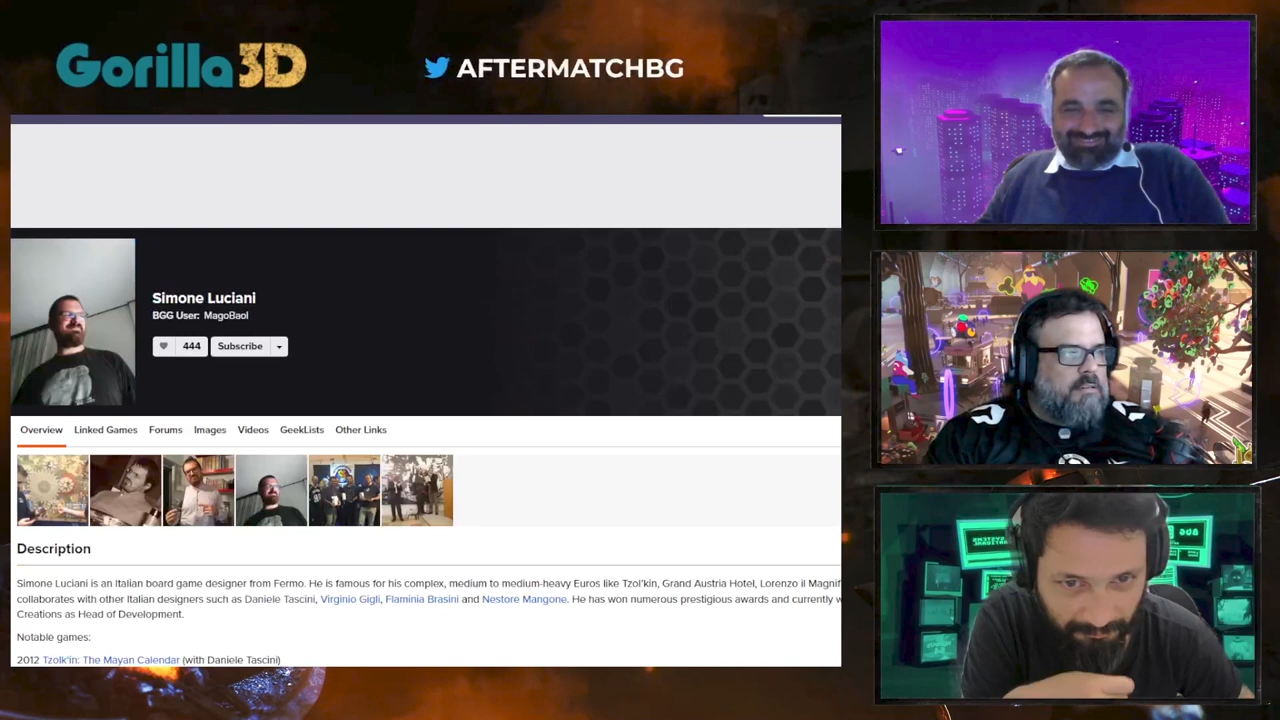 Gorilla3D
AFTERMATCHBG
Simone Luciani
BGG User: MagoBaol
444
Subscribe
Overview
Linked Games
Forums
Images
Videos
GeekLists
Other Links
Description
Simone Luciani is an Italian board game designer from Fermo. He is famous for his complex, medium to medium-heavy Euros like Tzol'kin, Grand Austria Hotel, Lorenzo il Magnif
collaborates with other Italian designers such as Daniele Tascini, Virginio Gigli, Flaminia Brasini and Nestore Mangone. He has won numerous prestigious awards and currently w
Creations as Head of Development.
Notable games:
2012 Tzolk'in: The Mayan Calendar (with Daniele Tascini)